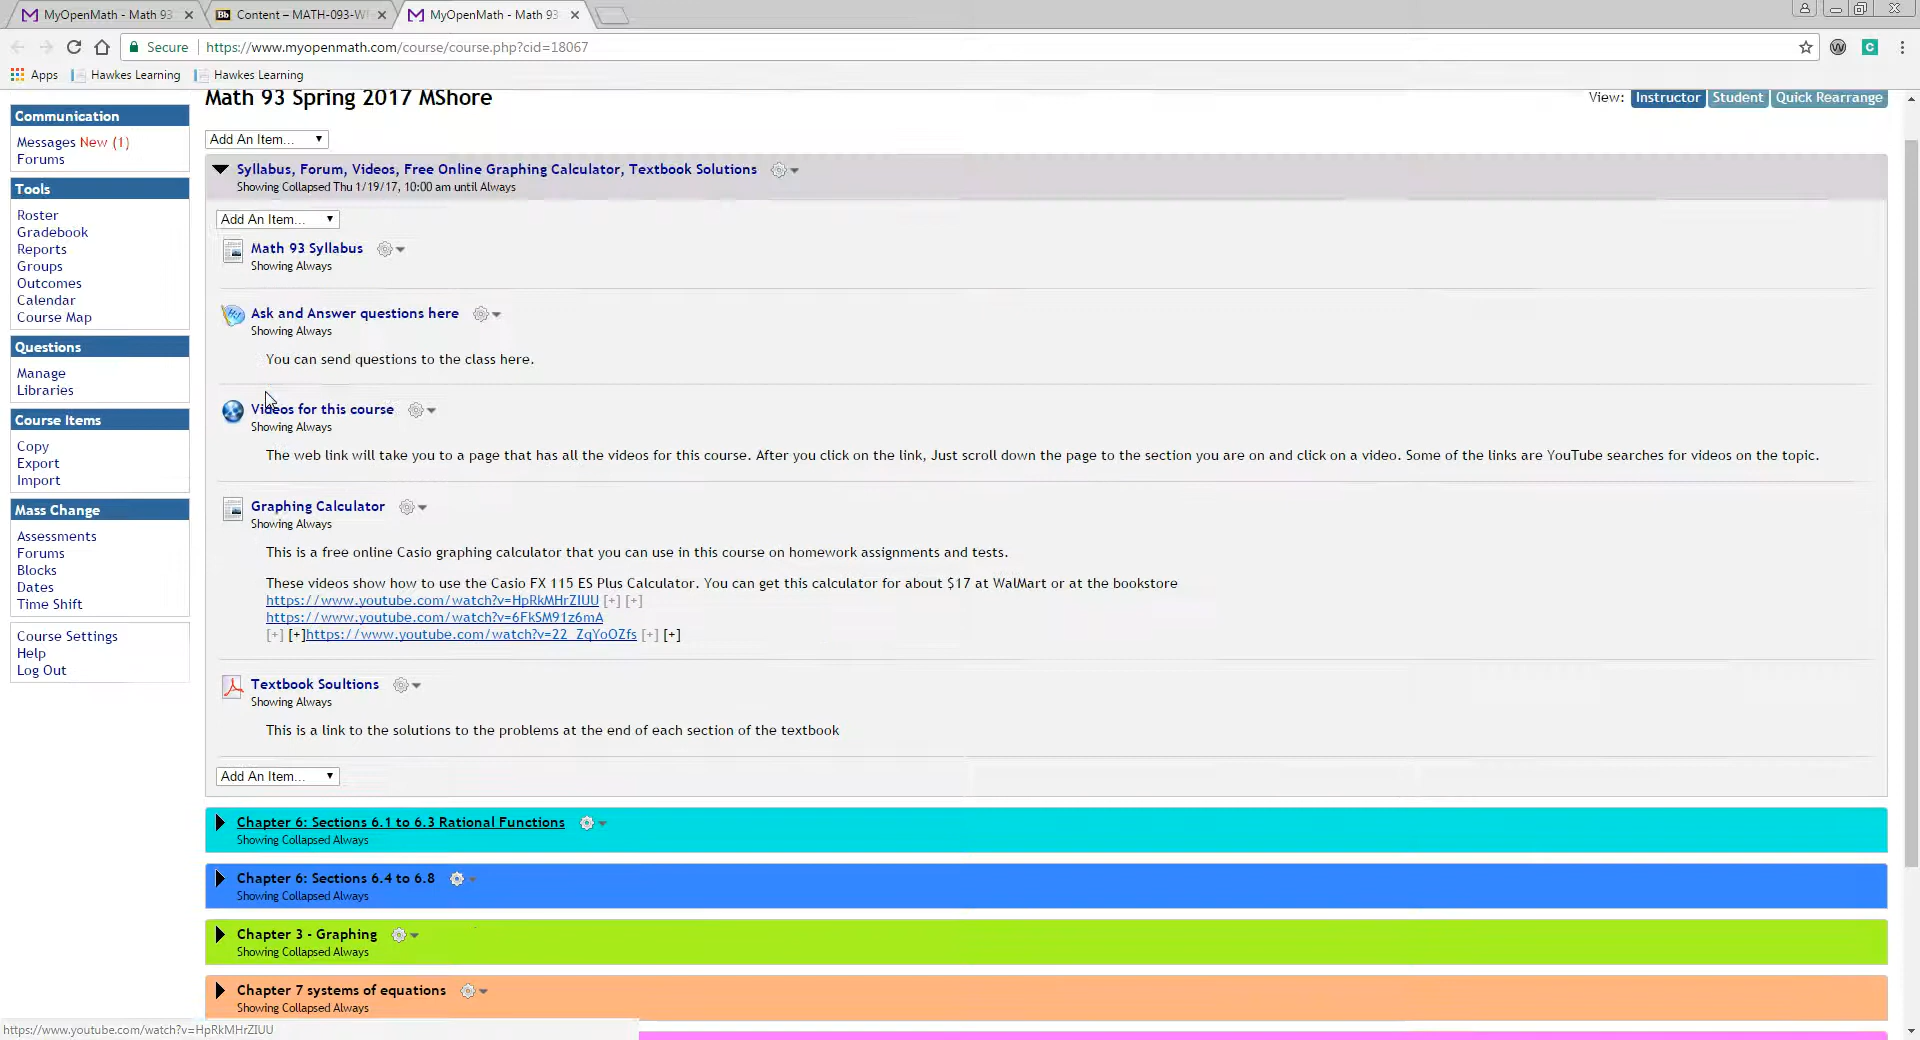 MyOpenMath - Math 93
Content – MATH-093-W
MyOpenMath - Math 93
Secure https://www.myopenmath.com/course/course.php?cid=18067
Apps Hawkes Learning Hawkes Learning
Math 93 Spring 2017 MShore
View: Instructor Student Quick Rearrange
Communication
Messages New (1)
Forums
Tools
Roster
Gradebook
Reports
Groups
Outcomes
Calendar
Course Map
Questions
Manage
Libraries
Course Items
Copy
Export
Import
Mass Change
Assessments
Forums
Blocks
Dates
Time Shift
Course Settings
Help
Log Out
Add An Item...
Syllabus, Forum, Videos, Free Online Graphing Calculator, Textbook Solutions
Showing Collapsed Thu 1/19/17, 10:00 am until Always
Add An Item...
Math 93 Syllabus
Showing Always
Ask and Answer questions here
Showing Always
You can send questions to the class here.
Videos for this course
Showing Always
The web link will take you to a page that has all the videos for this course. After you click on the link, Just scroll down the page to the section you are on and click on a video. Some of the links are YouTube searches for videos on the topic.
Graphing Calculator
Showing Always
This is a free online Casio graphing calculator that you can use in this course on homework assignments and tests.
These videos show how to use the Casio FX 115 ES Plus Calculator. You can get this calculator for about $17 at WalMart or at the bookstore
https://www.youtube.com/watch?v=HpRkMHrZIUU [+] [+]
https://www.youtube.com/watch?v=6FkSM91z6mA
[+] [+]https://www.youtube.com/watch?v=22_ZqYoOZfs [+] [+]
Textbook Soultions
Showing Always
This is a link to the solutions to the problems at the end of each section of the textbook
Add An Item...
Chapter 6: Sections 6.1 to 6.3 Rational Functions
Showing Collapsed Always
Chapter 6: Sections 6.4 to 6.8
Showing Collapsed Always
Chapter 3 - Graphing
Showing Collapsed Always
Chapter 7 systems of equations
Showing Collapsed Always
https://www.youtube.com/watch?v=HpRkMHrZIUU